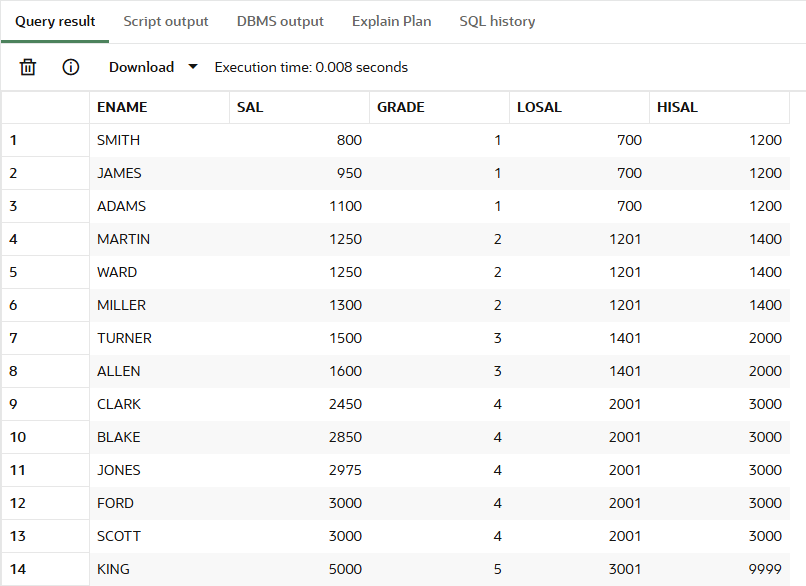 Query result Script output DBMS output Explain Plan SQL history
Download Execution time: 0.008 seconds
ENAME SAL GRADE LOSAL HISAL
1 SMITH 800 1 700 1200
2 JAMES 950 1 700 1200
3 ADAMS 1100 1 700 1200
4 MARTIN 1250 2 1201 1400
5 WARD 1250 2 1201 1400
6 MILLER 1300 2 1201 1400
7 TURNER 1500 3 1401 2000
8 ALLEN 1600 3 1401 2000
9 CLARK 2450 4 2001 3000
10 BLAKE 2850 4 2001 3000
11 JONES 2975 4 2001 3000
12 FORD 3000 4 2001 3000
13 SCOTT 3000 4 2001 3000
14 KING 5000 5 3001 9999